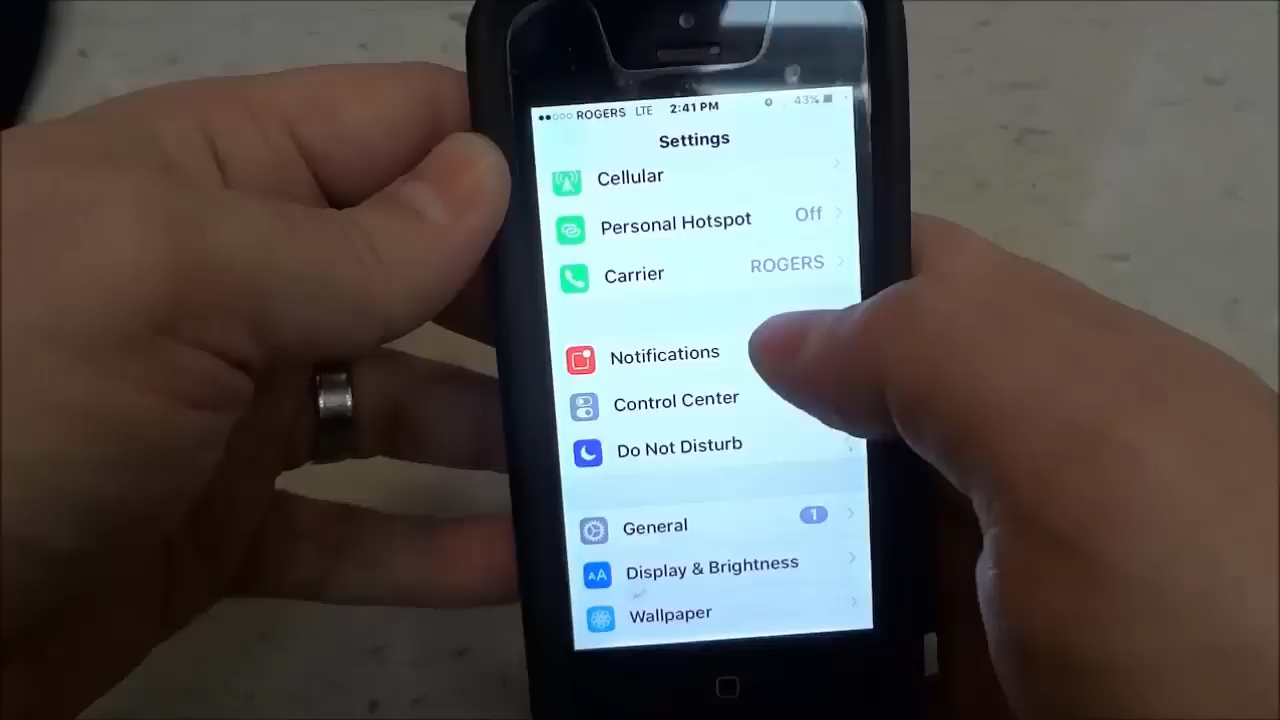 ROGERS LTE 2:41 PM 43%
Settings
Cellular
Personal Hotspot Off
Carrier ROGERS
Notifications
Control Center
Do Not Disturb
General 1
AA Display & Brightness
Wallpaper